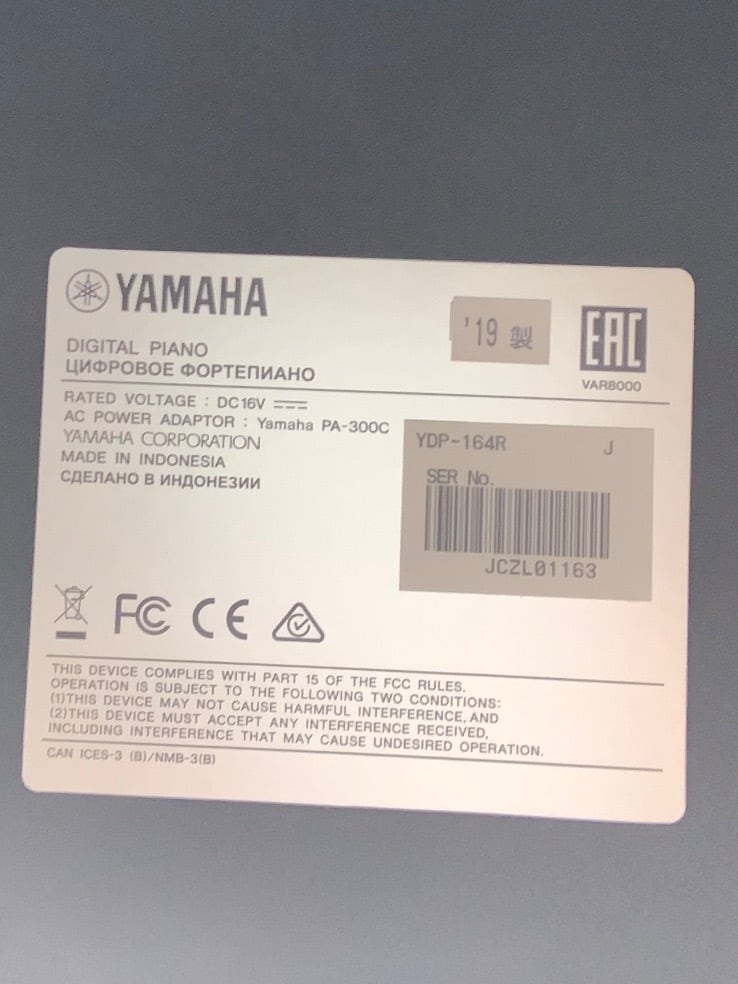 YAMAHA
'19 製
EAC
VAR8000
DIGITAL PIANO
ЦИФРОВОЕ ФОРТЕПИАНО
RATED VOLTAGE : DC16V
AC POWER ADAPTOR : Yamaha PA-300C
YAMAHA CORPORATION
MADE IN INDONESIA
СДЕЛАНО В ИНДОНЕЗИИ
YDP-164R J
SER No.
JCZL01163
FC CE
THIS DEVICE COMPLIES WITH PART 15 OF THE FCC RULES.
OPERATION IS SUBJECT TO THE FOLLOWING TWO CONDITIONS:
(1)THIS DEVICE MAY NOT CAUSE HARMFUL INTERFERENCE, AND
(2)THIS DEVICE MUST ACCEPT ANY INTERFERENCE RECEIVED,
INCLUDING INTERFERENCE THAT MAY CAUSE UNDESIRED OPERATION.
CAN ICES-3 (B)/NMB-3(B)